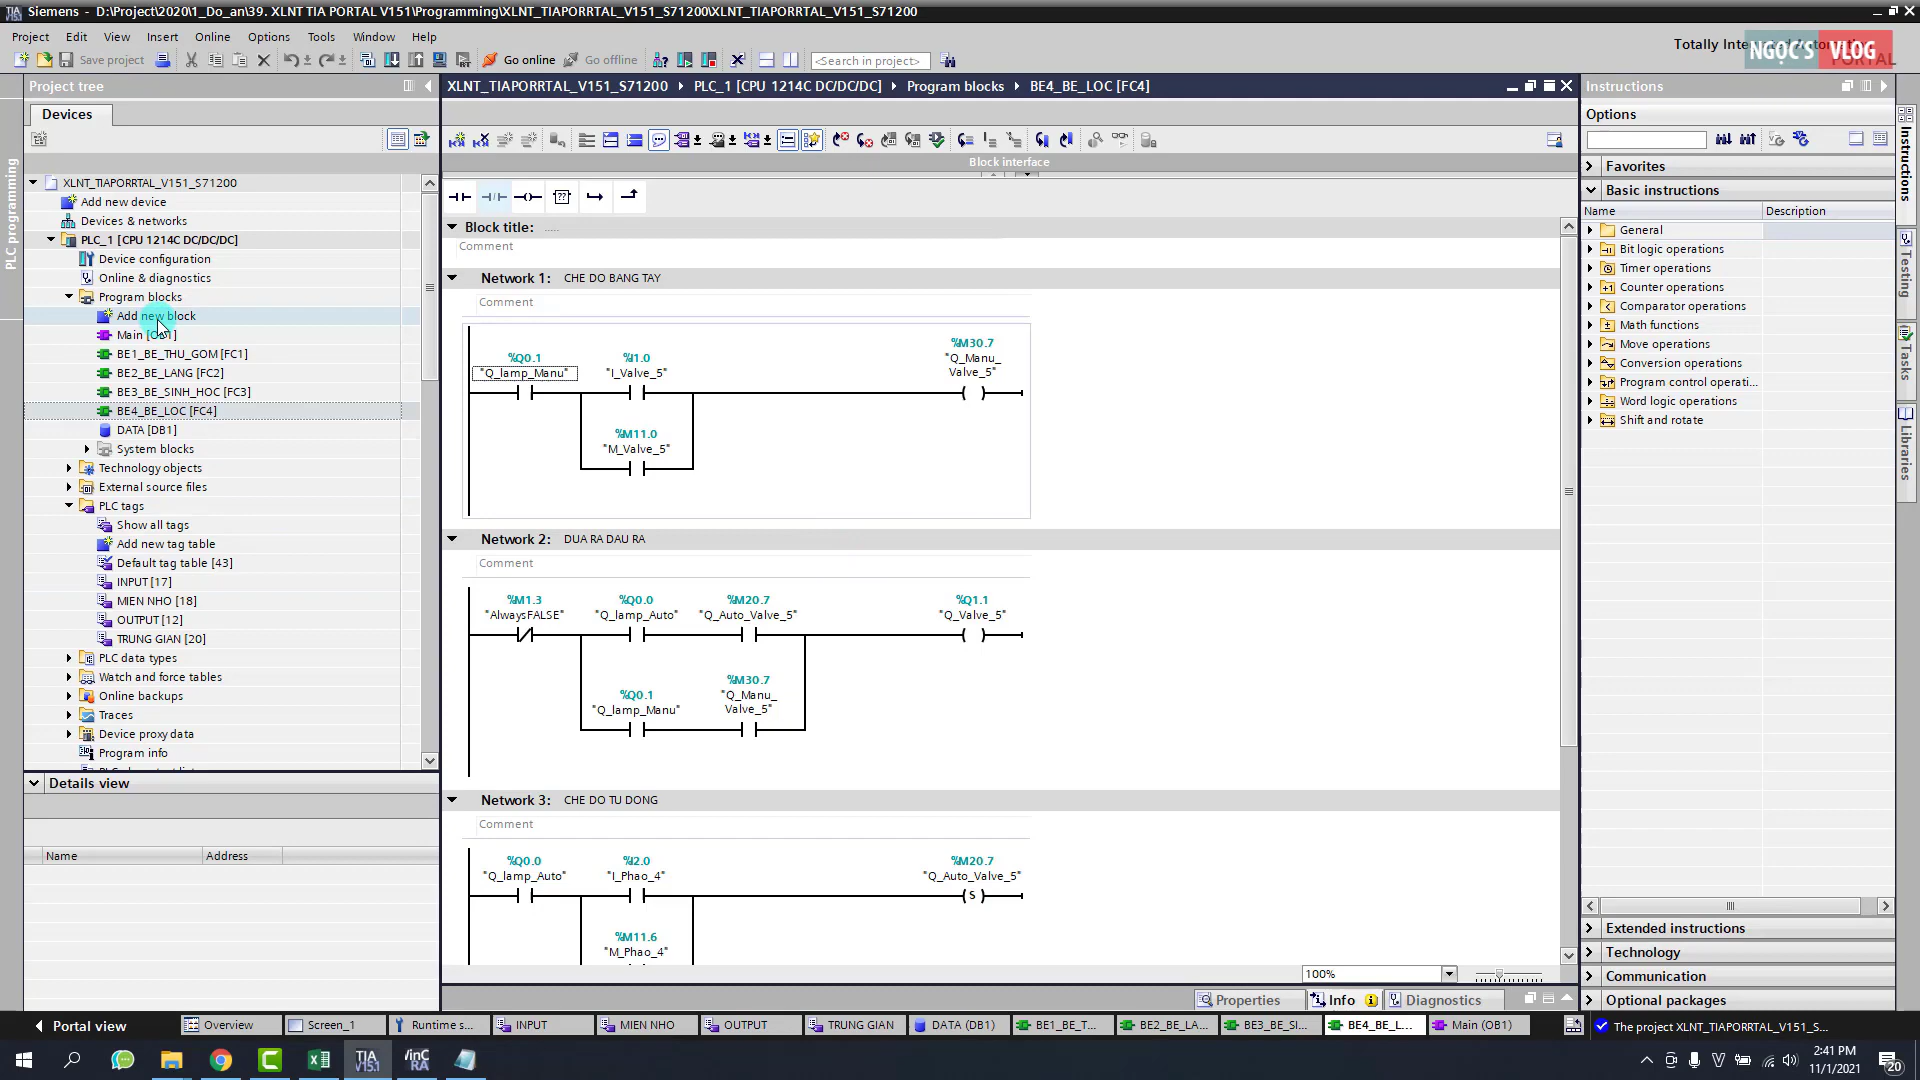 Siemens - D:\Project\2020\1_Do_an\39. XLNT TIA PORTAL V151\Programming\XLNT_TIAPORRTAL_V151_S71200\XLNT_TIAPORRTAL_V151_S71200
Project Edit View Insert Online Options Tools Window Help
Totally Inte
PORTAL
NGỌC'S VLOG
Save project
Go online
Go offline
<Search in project>
Project tree
XLNT_TIAPORRTAL_V151_S71200 PLC_1 [CPU 1214C DC/DC/DC] Program blocks BE4_BE_LOC [FC4]
Instructions
Devices
Options
Block interface
PLC programming
Favorites
Basic instructions
Name Description
General
Bit logic operations
Timer operations
Counter operations
Comparator operations
Math functions
Move operations
Conversion operations
Program control operati...
Word logic operations
Shift and rotate
Extended instructions
Technology
Communication
Optional packages
Instructions
Testing
Tasks
Libraries
XLNT_TIAPORRTAL_V151_S71200
Add new device
Devices & networks
PLC_1 [CPU 1214C DC/DC/DC]
Device configuration
Online & diagnostics
Program blocks
Add new block
Main [OB1]
BE1_BE_THU_GOM [FC1]
BE2_BE_LANG [FC2]
BE3_BE_SINH_HOC [FC3]
BE4_BE_LOC [FC4]
DATA [DB1]
System blocks
Technology objects
External source files
PLC tags
Show all tags
Add new tag table
Default tag table [43]
INPUT [17]
MIEN NHO [18]
OUTPUT [12]
TRUNG GIAN [20]
PLC data types
Watch and force tables
Online backups
Traces
Device proxy data
Program info
Details view
Name Address
Block title: .....
Comment
Network 1: CHE DO BANG TAY
Comment
%Q0.1
"Q_lamp_Manu"
%I1.0
"I_Valve_5"
%M30.7
"Q_Manu_
Valve_5"
%M11.0
"M_Valve_5"
Network 2: DUA RA DAU RA
Comment
%M1.3
"AlwaysFALSE"
%Q0.0
"Q_lamp_Auto"
%M20.7
"Q_Auto_Valve_5"
%Q1.1
"Q_Valve_5"
%Q0.1
"Q_lamp_Manu"
%M30.7
"Q_Manu_
Valve_5"
Network 3: CHE DO TU DONG
Comment
%Q0.0
"Q_lamp_Auto"
%I2.0
"I_Phao_4"
%M20.7
"Q_Auto_Valve_5"
S
%M11.6
"M_Phao_4"
100%
Properties Info Diagnostics
Portal view Overview Screen_1 Runtime s... INPUT MIEN NHO OUTPUT TRUNG GIAN DATA (DB1) BE1_BE_T... BE2_BE_LA... BE3_BE_SI... BE4_BE_L... Main (OB1) The project XLNT_TIAPORRTAL_V151_S...
2:41 PM
11/1/2021
20